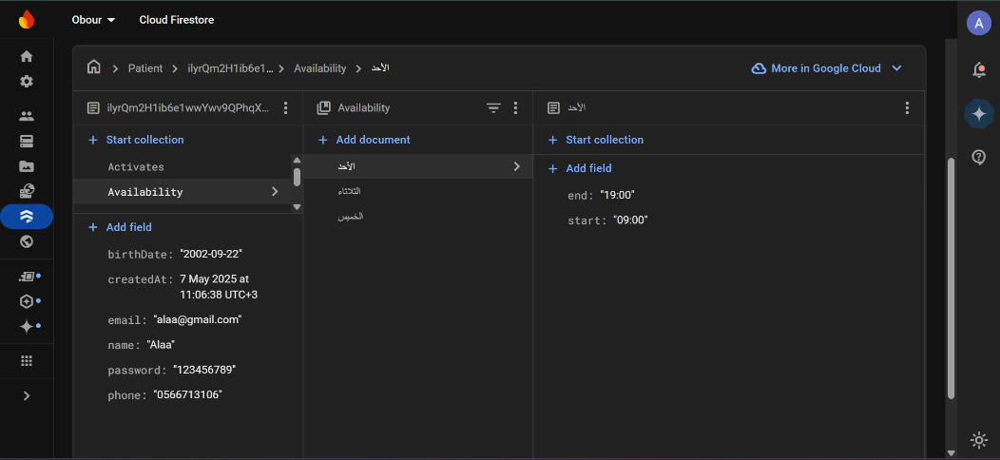 Obour
Cloud Firestore
A
Patient
ilyrQm2H1ib6e1...
Availability
الأحد
More in Google Cloud
ilyrQm2H1ib6e1wwYwv9QPhqX...
Start collection
Activates
Availability
Add field
birthDate: "2002-09-22"
createdAt: 7 May 2025 at
11:06:38 UTC+3
email: "alaa@gmail.com"
name: "Alaa"
password: "123456789"
phone: "0566713106"
Availability
Add document
الأحد
الثلاثاء
الخميس
الأحد
Start collection
Add field
end: "19:00"
start: "09:00"